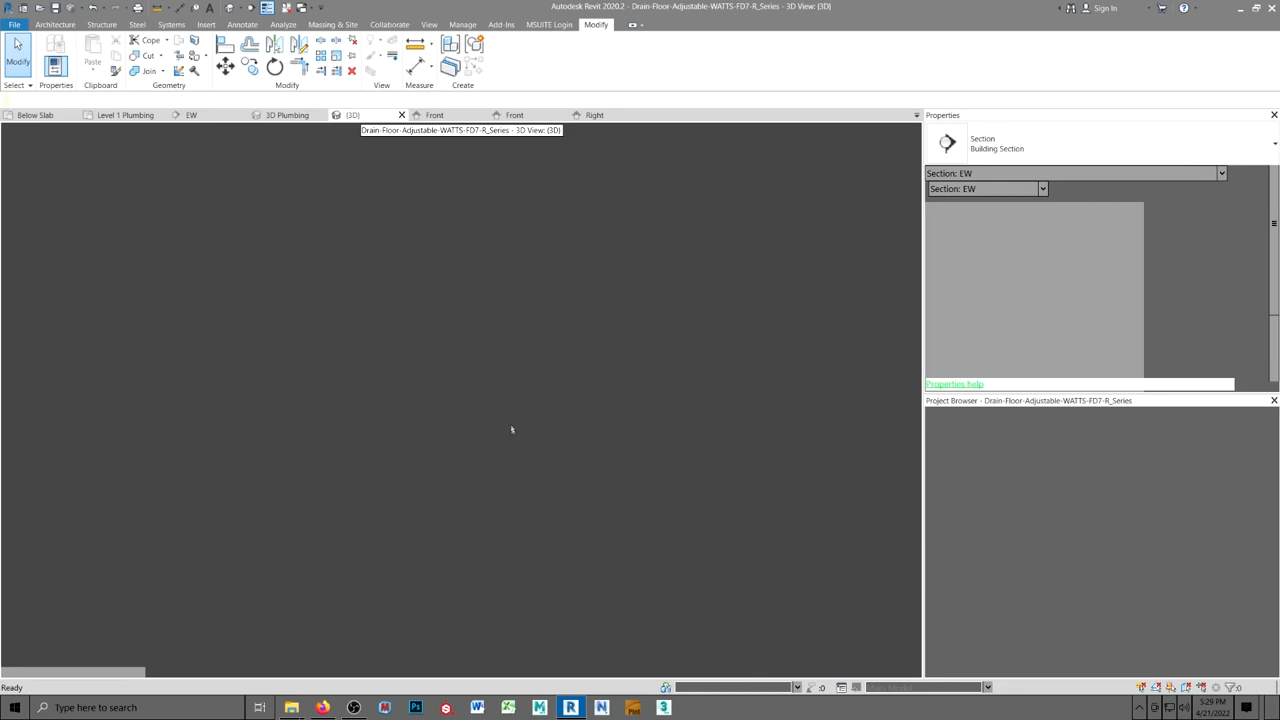 Autodesk Revit 2020.2 - Drain-Floor-Adjustable-WATTS-FD7-R_Series - 3D View: {3D}
Sign In
File Architecture Structure Steel Systems Insert Annotate Analyze Massing & Site Collaborate View Manage Add-Ins MSUITE Login Modify
Cope
Cut
Join
Modify Paste
Select Properties Clipboard Geometry Modify View Measure Create
Below Slab Level 1 Plumbing EW 3D Plumbing {3D} Front Front Right
Drain-Floor-Adjustable-WATTS-FD7-R_Series - 3D View: {3D}
Properties
Section
Building Section
Section: EW
Section: EW
Properties help
Project Browser - Drain-Floor-Adjustable-WATTS-FD7-R_Series
Ready
:0
Main Model
:0
Type here to search
5:29 PM
4/21/2022